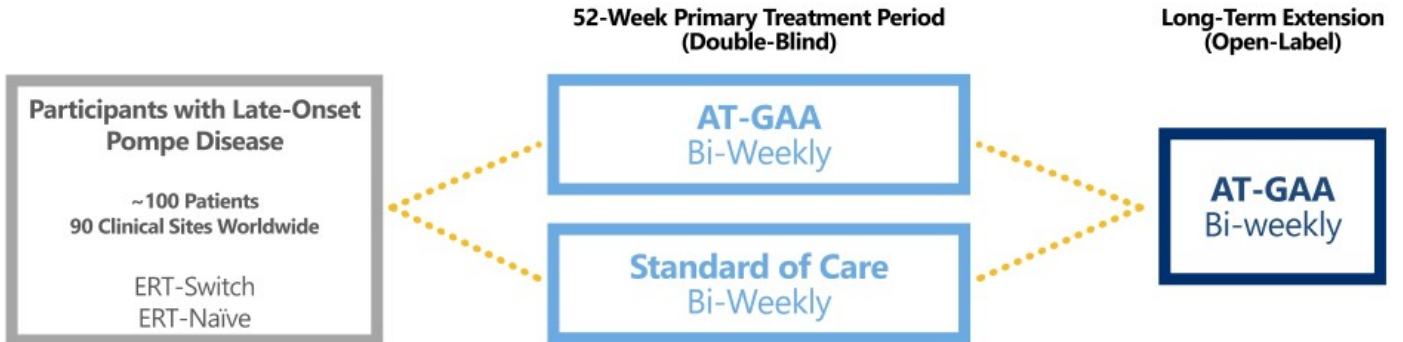 52-Week Primary Treatment Period
(Double-Blind)
Long-Term Extension
(Open-Label)
Participants with Late-Onset
Pompe Disease
~100 Patients
90 Clinical Sites Worldwide
ERT-Switch
ERT-Naïve
AT-GAA
Bi-Weekly
Standard of Care
Bi-Weekly
AT-GAA
Bi-weekly